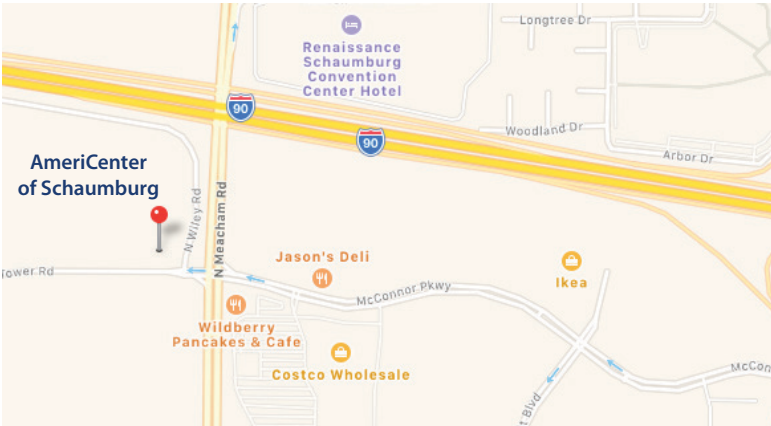 Longtree Dr
Renaissance
Schaumburg
Convention
Center Hotel
90
90
Woodland Dr
Arbor Dr
AmeriCenter
of Schaumburg
N Wiley Rd
N Meacham Rd
Tower Rd
Jason's Deli
McConnor Pkwy
Ikea
Wildberry
Pancakes & Cafe
Costco Wholesale
McCon
t Blvd